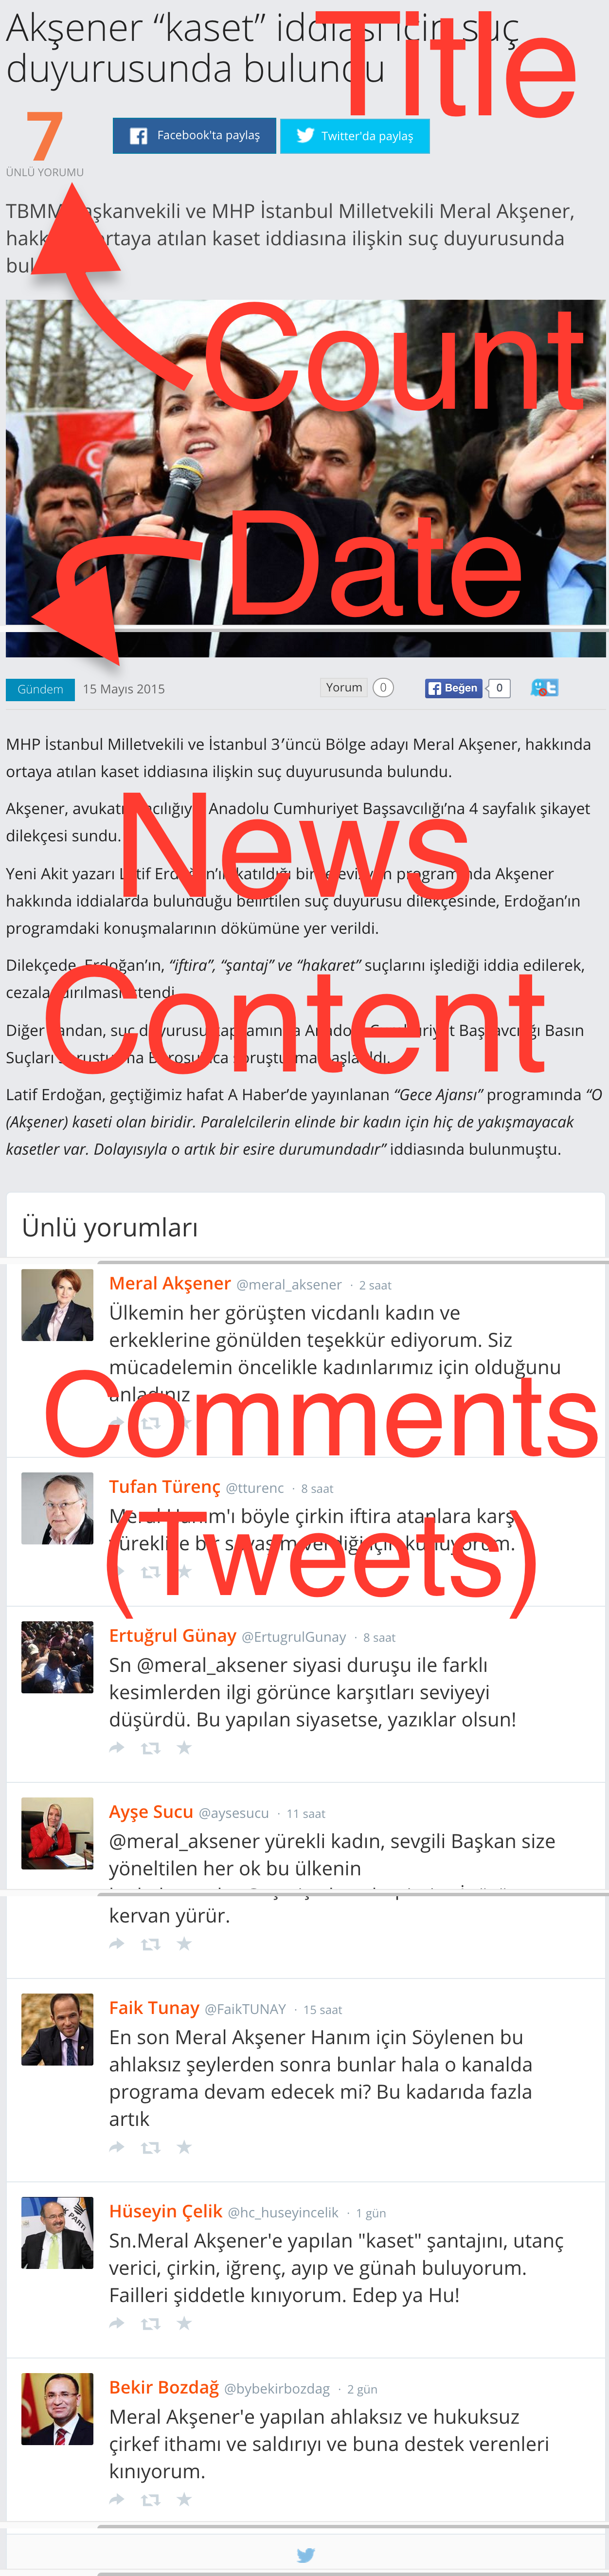 Akşener “kaset” iddiası için suç
duyurusunda bulundu
Title
7
ÜNLÜ YORUMU
Facebook'ta paylaş
Twitter'da paylaş
TBMM Başkanvekili ve MHP İstanbul Milletvekili Meral Akşener,
ortaya atılan kaset iddiasına ilişkin suç duyurusunda
Count
Date
Gündem
15 Mayıs 2015
Yorum 0
Beğen 0
MHP İstanbul Milletvekili ve İstanbul 3’üncü Bölge adayı Meral Akşener, hakkında
ortaya atılan kaset iddiasına ilişkin suç duyurusunda bulundu.
Akşener, avukatı aracılığıyla Anadolu Cumhuriyet Başsavcılığı’na 4 sayfalık şikayet
dilekçesi sundu.
News
Yeni Akit yazarı Latif Erdoğan’ın katıldığı bir televizyon programında Akşener
hakkında iddialarda bulunduğu belirtilen suç duyurusu dilekçesinde, Erdoğan’ın
programdaki konuşmalarının dökümüne yer verildi.
Dilekçede, Erdoğan’ın, “iftira”, “şantaj” ve “hakaret” suçlarını işlediği iddia edilerek,
cezalandırılması istendi.
Content
Diğer yandan, suç duyurusu kapsamında Anadolu Cumhuriyet Başsavcılığı Basın
Suçları Soruşturma Bürosunca soruşturma başlatıldı.
Latif Erdoğan, geçtiğimiz hafat A Haber’de yayınlanan “Gece Ajansı” programında “O
(Akşener) kaseti olan biridir. Paralelcilerin elinde bir kadın için hiç de yakışmayacak
kasetler var. Dolayısıyla o artık bir esire durumundadır” iddiasında bulunmuştu.
Ünlü yorumları
Meral Akşener @meral_aksener · 2 saat
Ülkemin her görüşten vicdanlı kadın ve
erkeklerine gönülden teşekkür ediyorum. Siz
mücadelemin öncelikle kadınlarımız için olduğunu
anladınız
Comments
Tufan Türenç @tturenc · 8 saat
Meral Hanım'ı böyle çirkin iftira atanlara karşı
yürekli bir savaşım verdiği için kutluyorum.
(Tweets)
Ertuğrul Günay @ErtugrulGunay · 8 saat
Sn @meral_aksener siyasi duruşu ile farklı
kesimlerden ilgi görünce karşıtları seviyeyi
düşürdü. Bu yapılan siyasetse, yazıklar olsun!
Ayşe Sucu @aysesucu · 11 saat
@meral_aksener yürekli kadın, sevgili Başkan size
yöneltilen her ok bu ülkenin
kervan yürür.
Faik Tunay @FaikTUNAY · 15 saat
En son Meral Akşener Hanım için Söylenen bu
ahlaksız şeylerden sonra bunlar hala o kanalda
programa devam edecek mi? Bu kadarıda fazla
artık
Hüseyin Çelik @hc_huseyincelik · 1 gün
Sn.Meral Akşener'e yapılan "kaset" şantajını, utanç
verici, çirkin, iğrenç, ayıp ve günah buluyorum.
Failleri şiddetle kınıyorum. Edep ya Hu!
Bekir Bozdağ @bybekirbozdag · 2 gün
Meral Akşener'e yapılan ahlaksız ve hukuksuz
çirkef ithamı ve saldırıyı ve buna destek verenleri
kınıyorum.